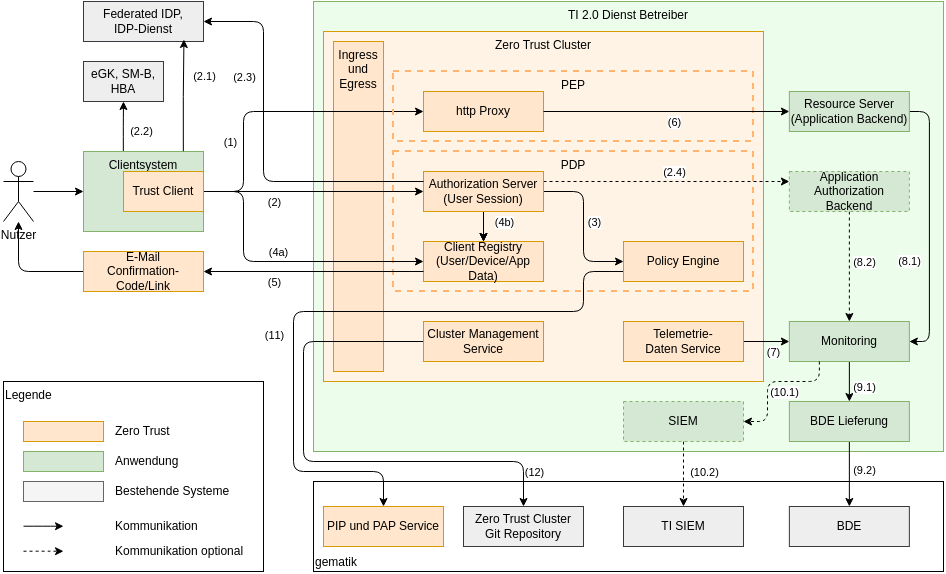 Federated IDP,
IDP-Dienst
TI 2.0 Dienst Betreiber
Zero Trust Cluster
Ingress
und
Egress
PEP
eGK, SM-B,
HBA
(2.1)
(2.3)
http Proxy
Resource Server
(Application Backend)
(6)
(2.2)
(1)
Clientsystem
Trust Client
PDP
Authorization Server
(User Session)
(2.4)
Application
Authorization
Backend
(2)
(4b)
(3)
Nutzer
E-Mail
Confirmation-
Code/Link
(4a)
(5)
Client Registry
(User/Device/App
Data)
Policy Engine
(8.2)
(8.1)
(11)
Cluster Management
Service
Telemetrie-
Daten Service
(7)
Monitoring
(10.1)
(9.1)
SIEM
BDE Lieferung
(12)
(10.2)
(9.2)
PIP und PAP Service
Zero Trust Cluster
Git Repository
TI SIEM
BDE
gematik
Legende
Zero Trust
Anwendung
Bestehende Systeme
Kommunikation
Kommunikation optional